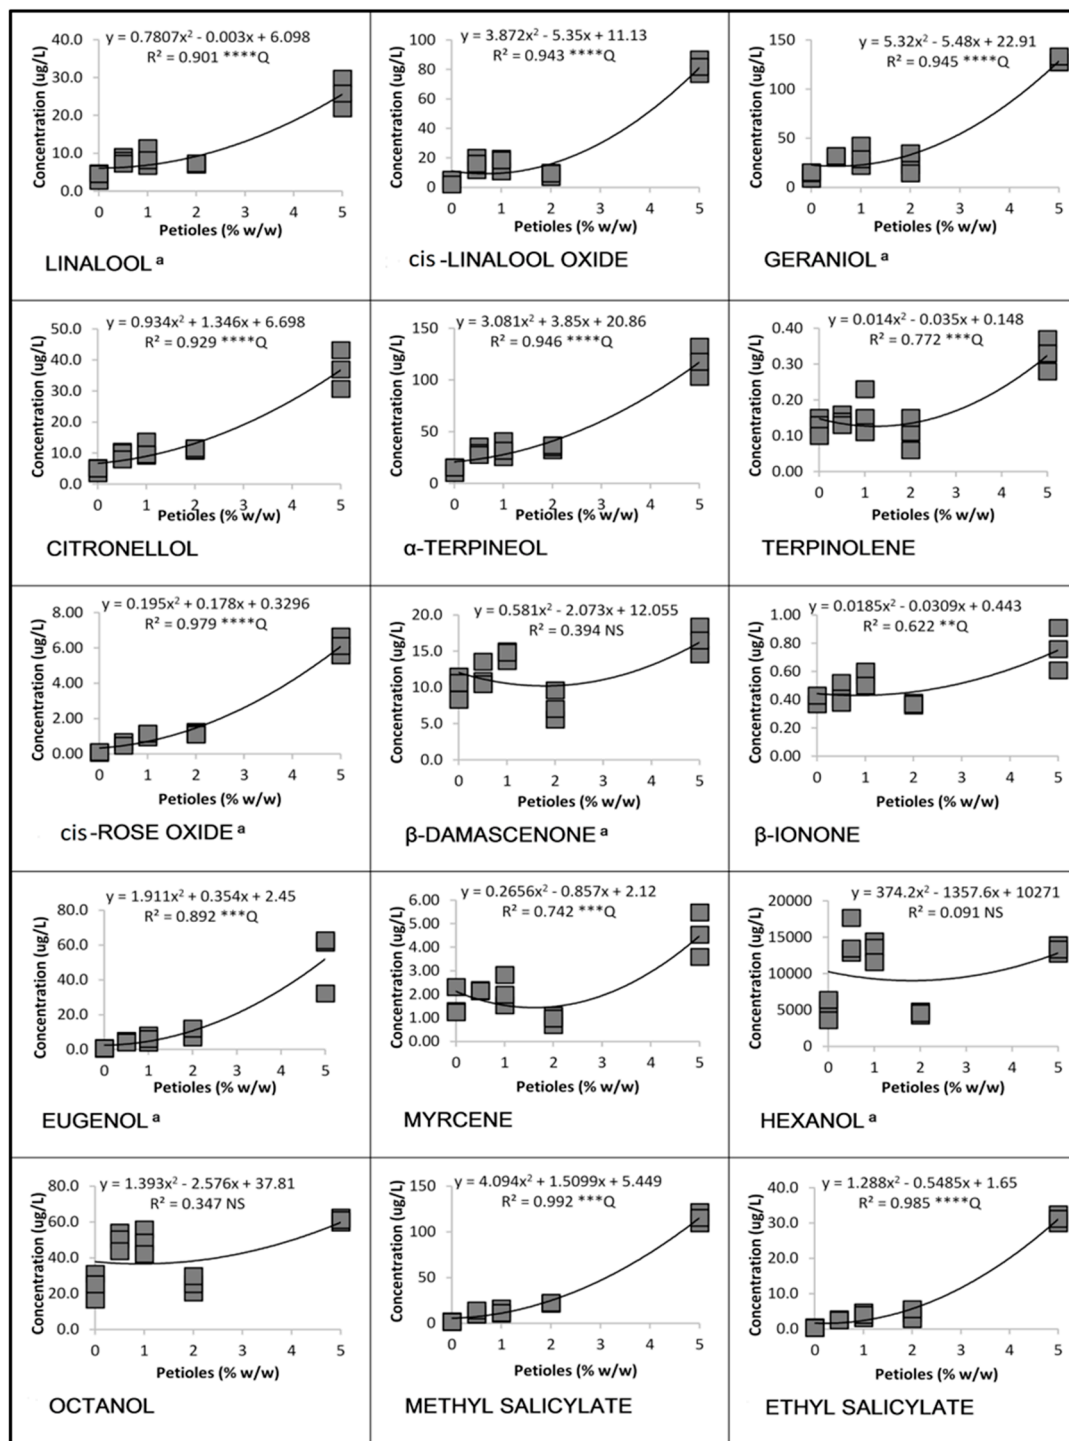 y = 0.7807x² - 0.003x + 6.098
R² = 0.901 ****Q
Concentration (ug/L)
40.0
30.0
20.0
10.0
0.0
0 1 2 3 4 5
Petioles (% w/w)
LINALOOL ᵃ
y = 3.872x² - 5.35x + 11.13
R² = 0.943 ****Q
Concentration (ug/L)
100
80
60
40
20
0
0 1 2 3 4 5
Petioles (% w/w)
cis-LINALOOL OXIDE
y = 5.32x² - 5.48x + 22.91
R² = 0.945 ****Q
Concentration (ug/L)
150
100
50
0
0 1 2 3 4 5
Petioles (% w/w)
GERANIOL ᵃ
y = 0.934x² + 1.346x + 6.698
R² = 0.929 ****Q
Concentration (ug/L)
50.0
40.0
30.0
20.0
10.0
0.0
0 1 2 3 4 5
Petioles (% w/w)
CITRONELLOL
y = 3.081x² + 3.85x + 20.86
R² = 0.946 ****Q
Concentration (ug/L)
150
100
50
0
0 1 2 3 4 5
Petioles (% w/w)
α-TERPINEOL
y = 0.014x² - 0.035x + 0.148
R² = 0.772 ***Q
Concentration (ug/L)
0.40
0.30
0.20
0.10
0.00
0 1 2 3 4 5
Petioles (% w/w)
TERPINOLENE
y = 0.195x² + 0.178x + 0.3296
R² = 0.979 ****Q
Concentration (ug/L)
8.00
6.00
4.00
2.00
0.00
0 1 2 3 4 5
Petioles (% w/w)
cis-ROSE OXIDE ᵃ
y = 0.581x² - 2.073x + 12.055
R² = 0.394 NS
Concentration (ug/L)
20.0
15.0
10.0
5.0
0.0
0 1 2 3 4 5
Petioles (% w/w)
β-DAMASCENONE ᵃ
y = 0.0185x² - 0.0309x + 0.443
R² = 0.622 **Q
Concentration (ug/L)
1.00
0.80
0.60
0.40
0.20
0.00
0 1 2 3 4 5
Petioles (% w/w)
β-IONONE
y = 1.911x² + 0.354x + 2.45
R² = 0.892 ***Q
Concentration (ug/L)
80.0
60.0
40.0
20.0
0.0
0 1 2 3 4 5
Petioles (% w/w)
EUGENOL ᵃ
y = 0.2656x² - 0.857x + 2.12
R² = 0.742 ***Q
Concentration (ug/L)
6.00
5.00
4.00
3.00
2.00
1.00
0.00
0 1 2 3 4 5
Petioles (% w/w)
MYRCENE
y = 374.2x² - 1357.6x + 10271
R² = 0.091 NS
Concentration (ug/L)
20000
15000
10000
5000
0
0 1 2 3 4 5
Petioles (% w/w)
HEXANOL ᵃ
y = 1.393x² - 2.576x + 37.81
R² = 0.347 NS
Concentration (ug/L)
80.0
60.0
40.0
20.0
0.0
0 1 2 3 4 5
Petioles (% w/w)
OCTANOL
y = 4.094x² + 1.5099x + 5.449
R² = 0.992 ***Q
Concentration (ug/L)
150
100
50
0
0 1 2 3 4 5
Petioles (% w/w)
METHYL SALICYLATE
y = 1.288x² - 0.5485x + 1.65
R² = 0.985 ****Q
Concentration (ug/L)
40.0
30.0
20.0
10.0
0.0
0 1 2 3 4 5
Petioles (% w/w)
ETHYL SALICYLATE